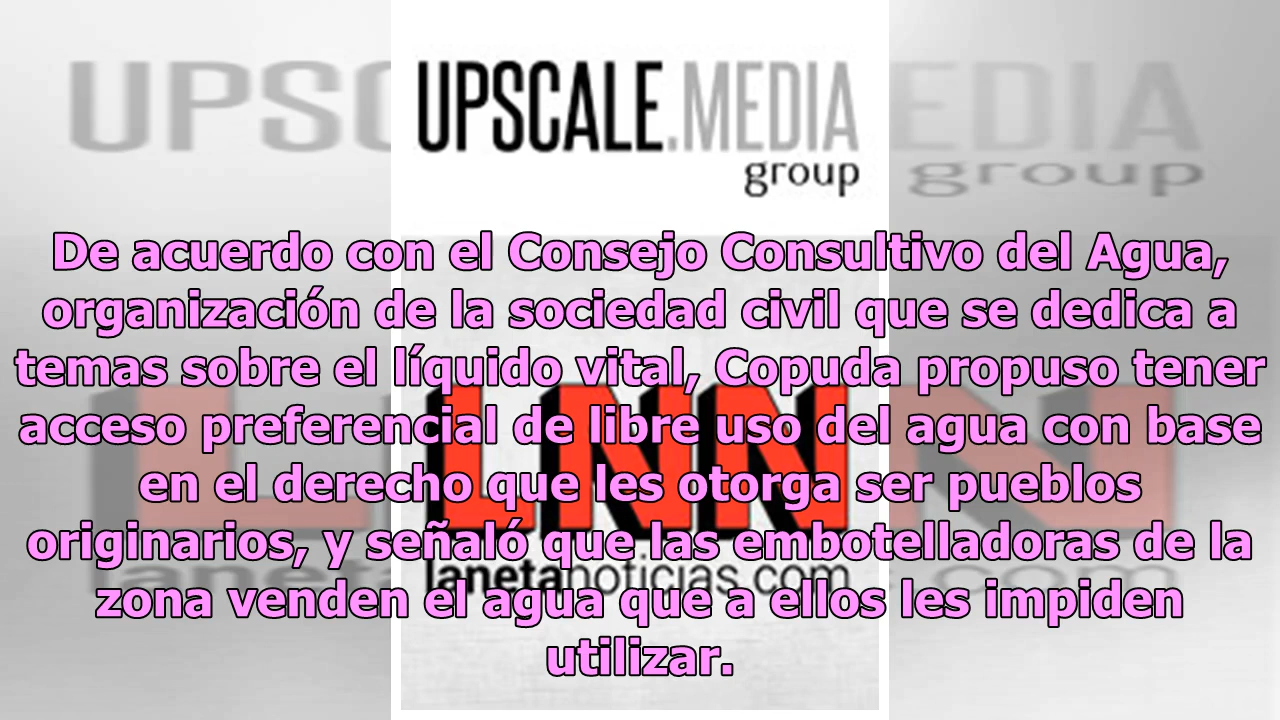 UPSCALE.MEDIA
group
De acuerdo con el Consejo Consultivo del Agua,
organización de la sociedad civil que se dedica a
temas sobre el líquido vital, Copuda propuso tener
acceso preferencial de libre uso del agua con base
en el derecho que les otorga ser pueblos
originarios, y señaló que las embotelladoras de la
zona venden el agua que a ellos les impiden
utilizar.
LNN
lanetanoticias.com